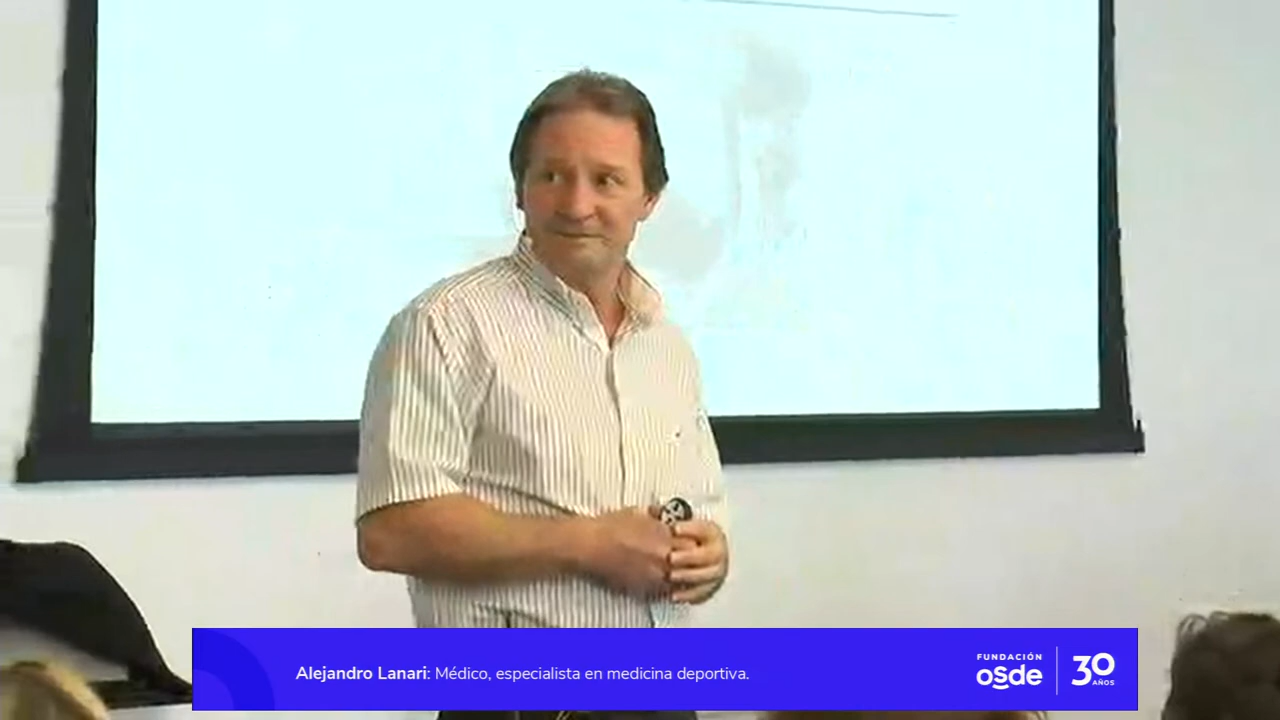 Alejandro Lanari: Médico, especialista en medicina deportiva.
FUNDACIÓN
osde
30
AÑOS